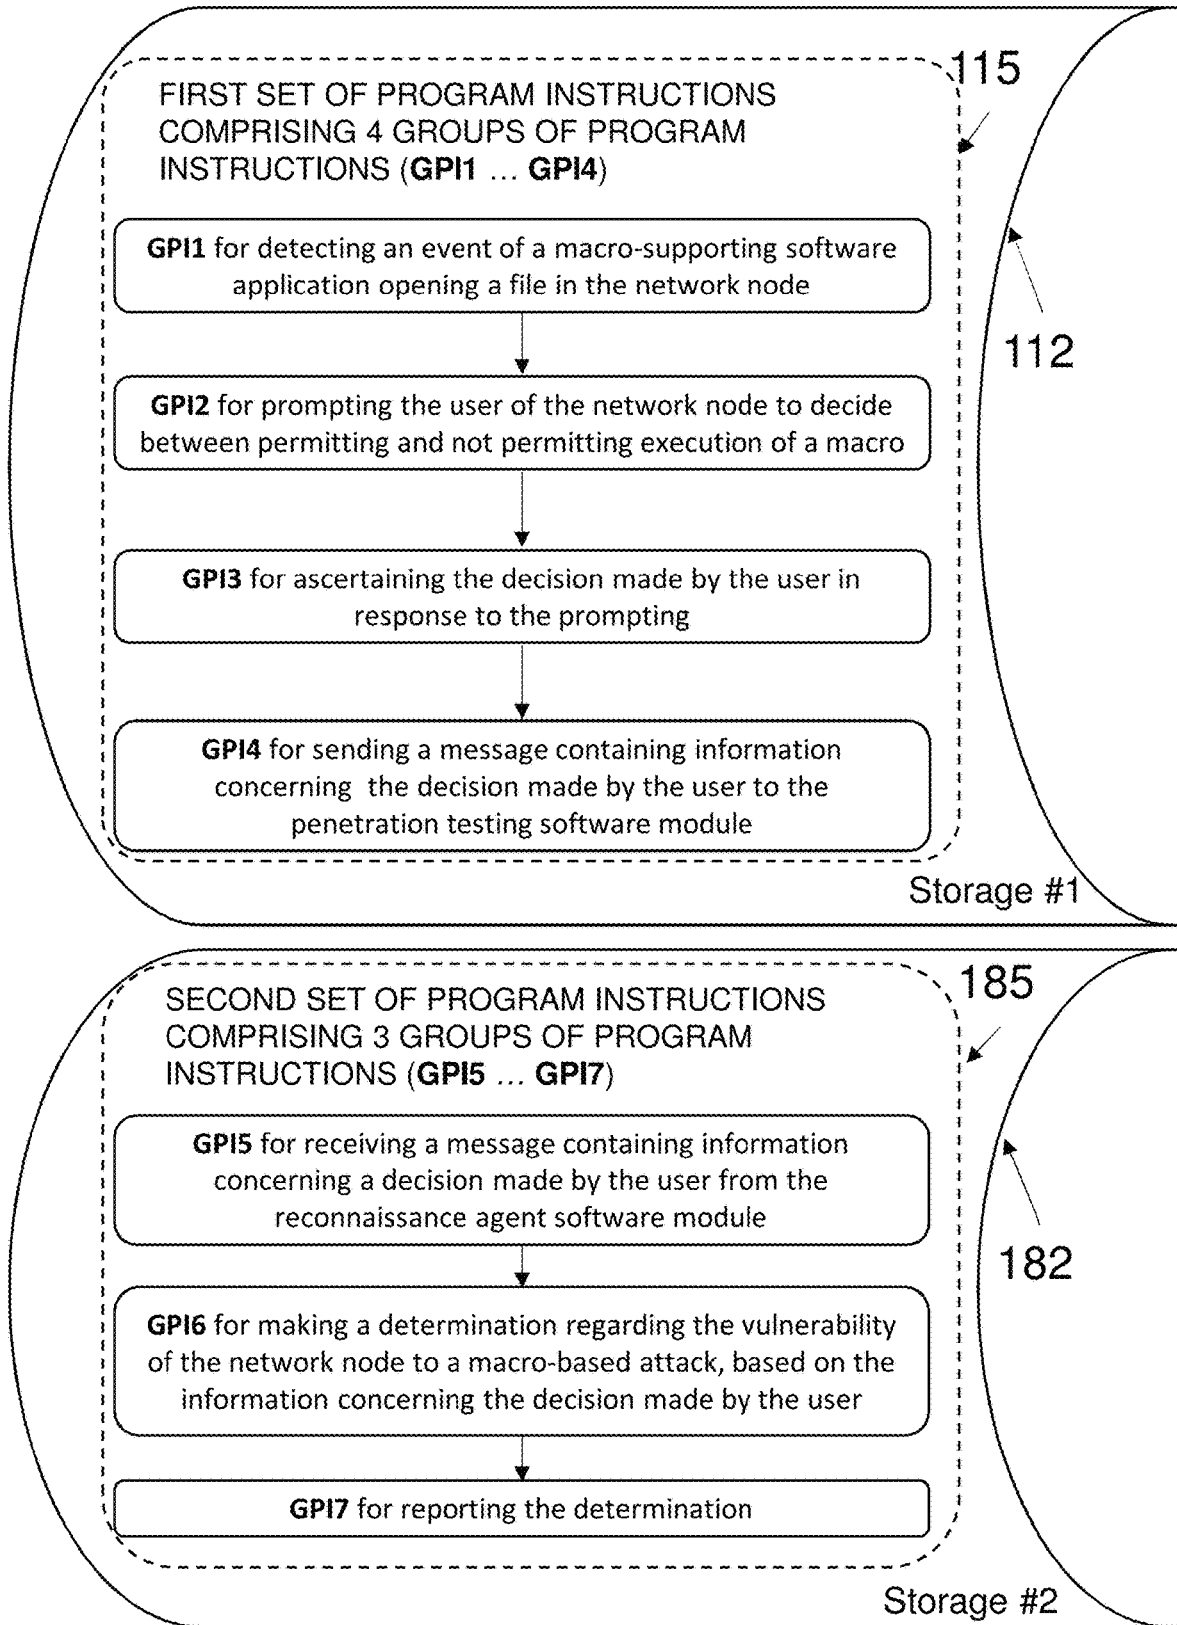 115
FIRST SET OF PROGRAM INSTRUCTIONS
COMPRISING 4 GROUPS OF PROGRAM
INSTRUCTIONS (GPI1 ... GPI4)
GPI1 for detecting an event of a macro-supporting software
application opening a file in the network node
112
GPI2 for prompting the user of the network node to decide
between permitting and not permitting execution of a macro
GPI3 for ascertaining the decision made by the user in
response to the prompting
GPI4 for sending a message containing information
concerning the decision made by the user to the
penetration testing software module
Storage #1
185
SECOND SET OF PROGRAM INSTRUCTIONS
COMPRISING 3 GROUPS OF PROGRAM
INSTRUCTIONS (GPI5 ... GPI7)
GPI5 for receiving a message containing information
concerning a decision made by the user from the
reconnaissance agent software module
182
GPI6 for making a determination regarding the vulnerability
of the network node to a macro-based attack, based on the
information concerning the decision made by the user
GPI7 for reporting the determination
Storage #2